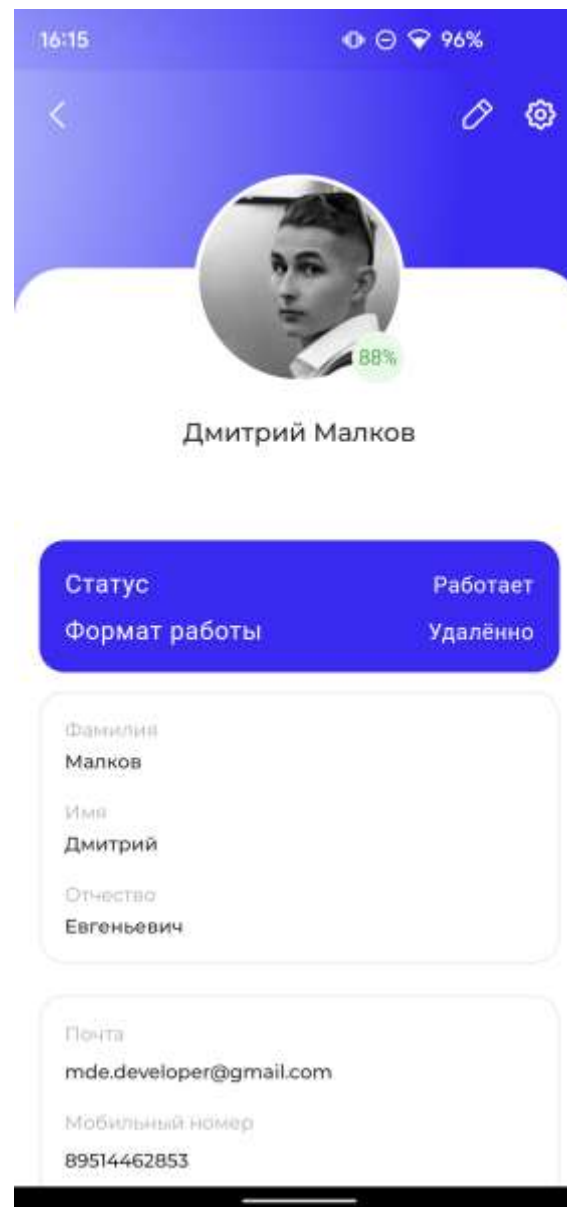 16:15
96%
88%
Дмитрий Малков
Статус Работает
Формат работы Удалённо
Фамилия
Малков
Имя
Дмитрий
Отчество
Евгеньевич
Почта
mde.developer@gmail.com
Мобильный номер
89514462853